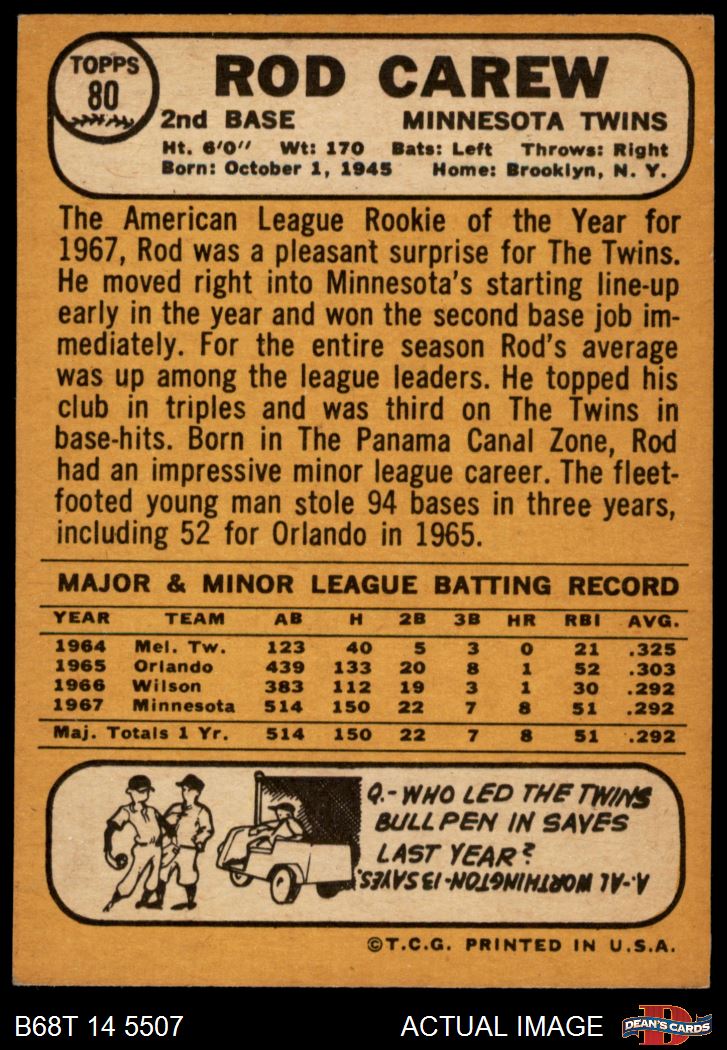 TOPPS
80
ROD CAREW
2nd BASE MINNESOTA TWINS
Ht. 6'0" Wt: 170 Bats: Left Throws: Right
Born: October 1, 1945 Home: Brooklyn, N. Y.
The American League Rookie of the Year for
1967, Rod was a pleasant surprise for The Twins.
He moved right into Minnesota's starting line-up
early in the year and won the second base job im-
mediately. For the entire season Rod's average
was up among the league leaders. He topped his
club in triples and was third on The Twins in
base-hits. Born in The Panama Canal Zone, Rod
had an impressive minor league career. The fleet-
footed young man stole 94 bases in three years,
including 52 for Orlando in 1965.
MAJOR & MINOR LEAGUE BATTING RECORD
YEAR TEAM AB H 2B 3B HR RBI AVG.
1964 Mel. Tw. 123 40 5 3 0 21 .325
1965 Orlando 439 133 20 8 1 52 .303
1966 Wilson 383 112 19 3 1 30 .292
1967 Minnesota 514 150 22 7 8 51 .292
Maj. Totals 1 Yr. 514 150 22 7 8 51 .292
Q.-WHO LED THE TWINS
BULLPEN IN SAVES
LAST YEAR?
A.-AL WORTHINGTON-13 SAVES.
©T.C.G. PRINTED IN U.S.A.
B68T 14 5507 ACTUAL IMAGE
D
DEAN'S CARDS